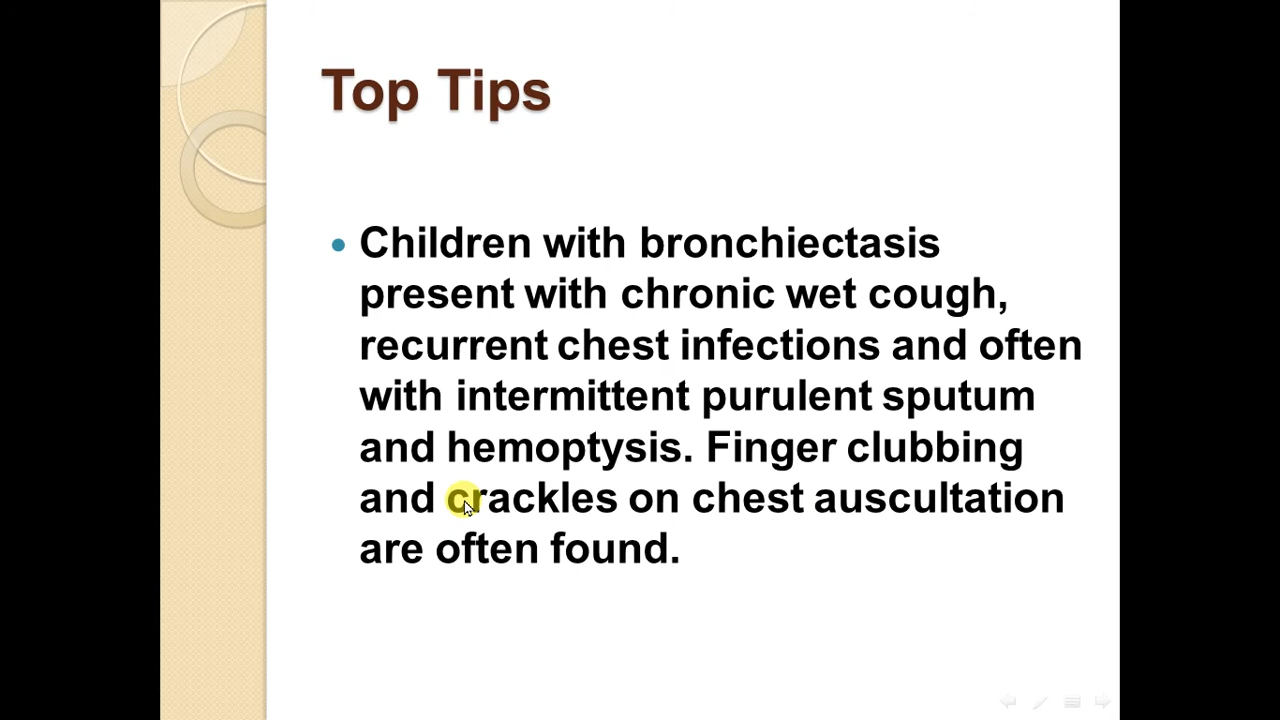 Top Tips
Children with bronchiectasis
present with chronic wet cough,
recurrent chest infections and often
with intermittent purulent sputum
and hemoptysis. Finger clubbing
and crackles on chest auscultation
are often found.